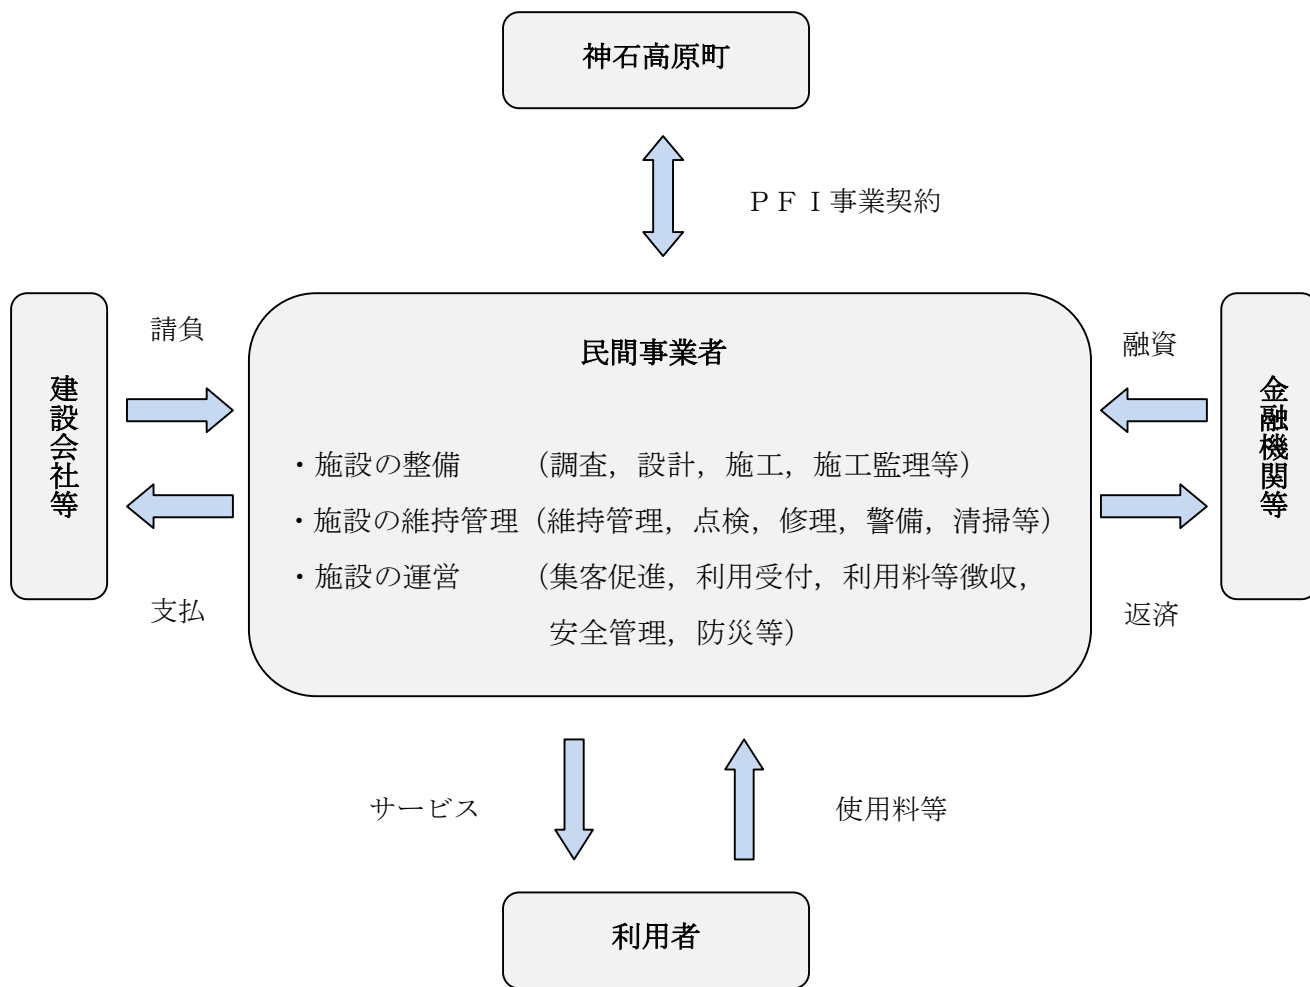 神石高原町
ＰＦＩ事業契約
請負
建設会社等
支払
民間事業者
・施設の整備　　（調査，設計，施工，施工監理等）
・施設の維持管理（維持管理，点検，修理，警備，清掃等）
・施設の運営　　（集客促進，利用受付，利用料等徴収，
安全管理，防災等）
融資
金融機関等
返済
サービス
使用料等
利用者